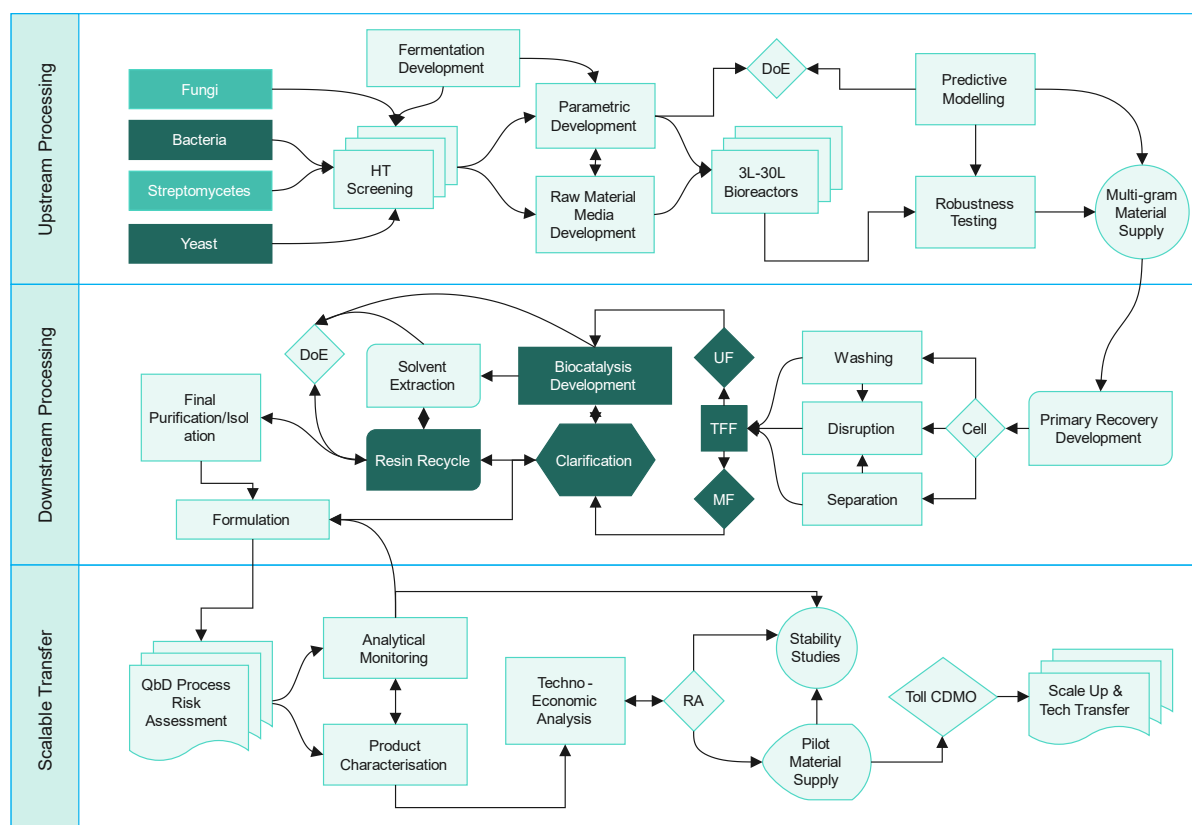 Upstream Processing
Fungi
Bacteria
Streptomycetes
Yeast
Fermentation
Development
HT
Screening
Parametric
Development
Raw Material
Media
Development
DoE
3L-30L
Bioreactors
Predictive
Modelling
Robustness
Testing
Multi-gram
Material
Supply
Downstream Processing
DoE
Solvent
Extraction
Final
Purification/Isol
ation
Resin Recycle
Formulation
Biocatalysis
Development
Clarification
UF
TFF
MF
Washing
Disruption
Separation
Cell
Primary Recovery
Development
Scalable Transfer
QbD Process
Risk
Assessment
Analytical
Monitoring
Product
Characterisation
Techno -
Economic
Analysis
RA
Stability
Studies
Pilot
Material
Supply
Toll CDMO
Scale Up &
Tech Transfer